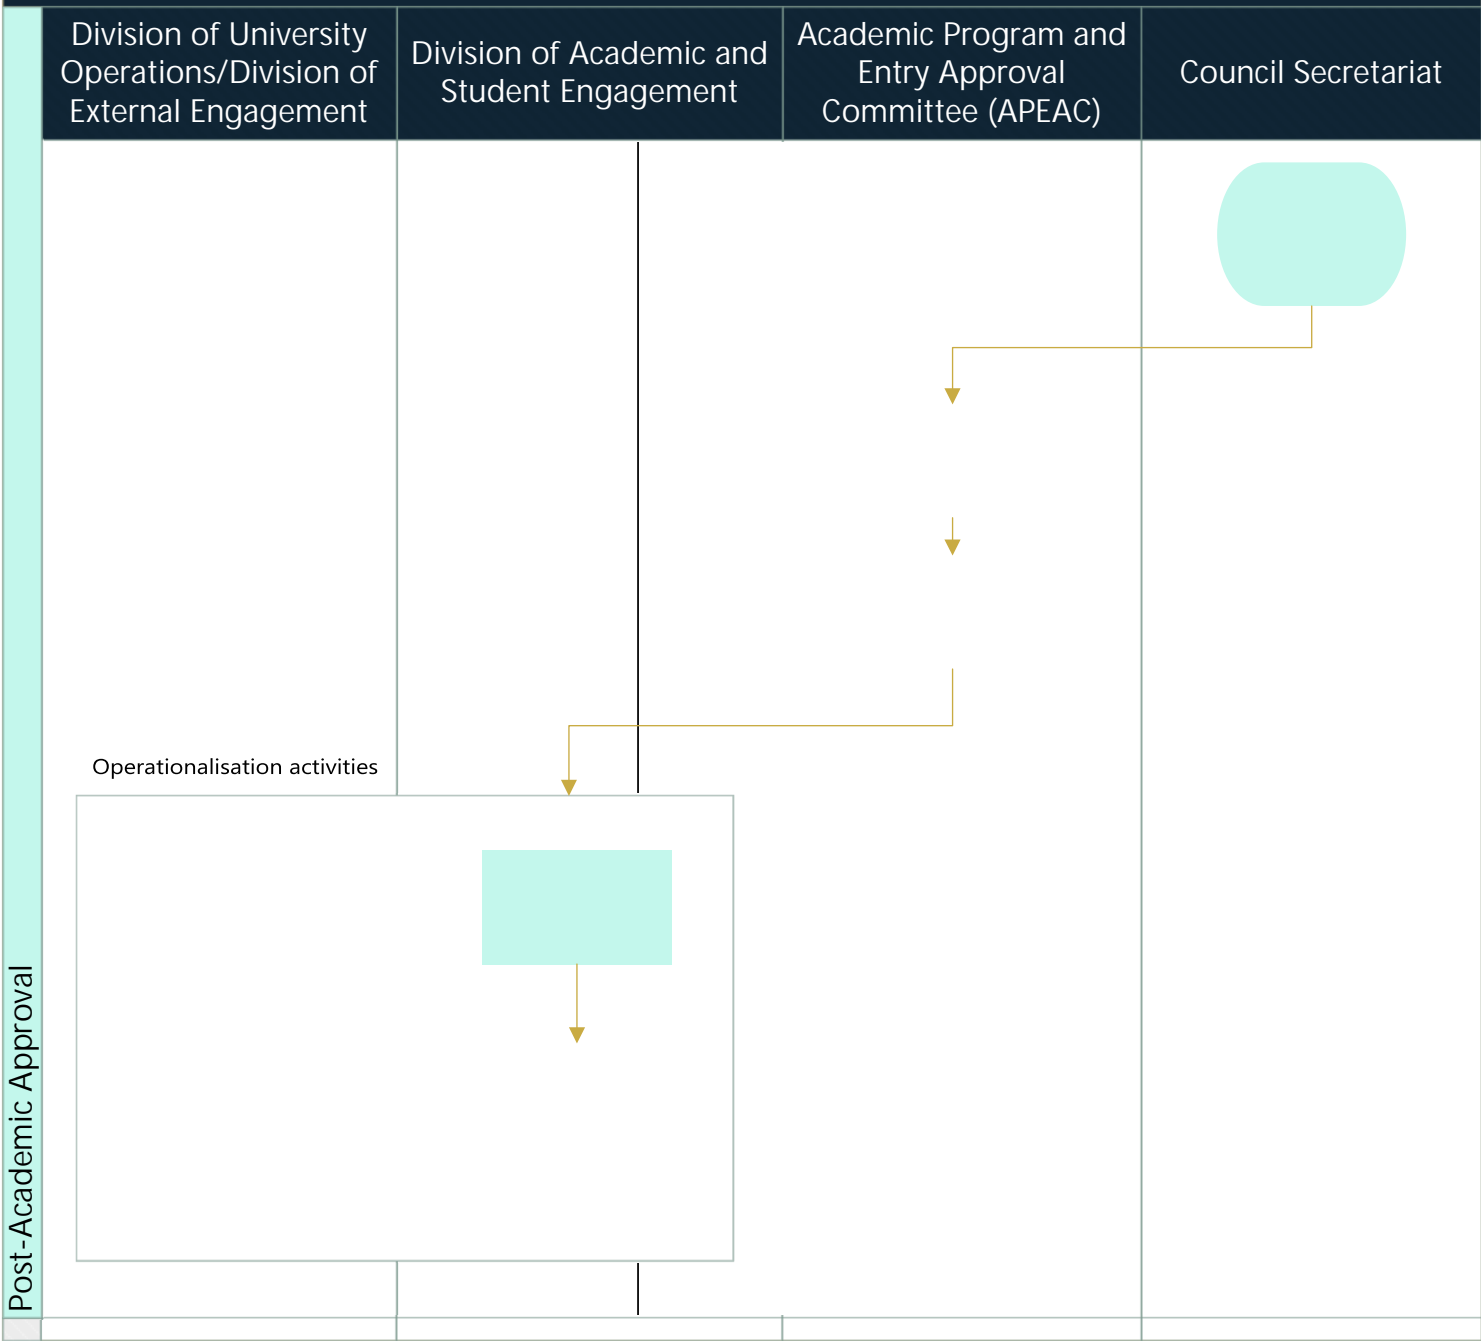 Division of University
Operations/Division of
External Engagement
Division of Academic and
Student Engagement
Academic Program and
Entry Approval
Committee (APEAC)
Council Secretariat
Operationalisation activities
Post-Academic Approval